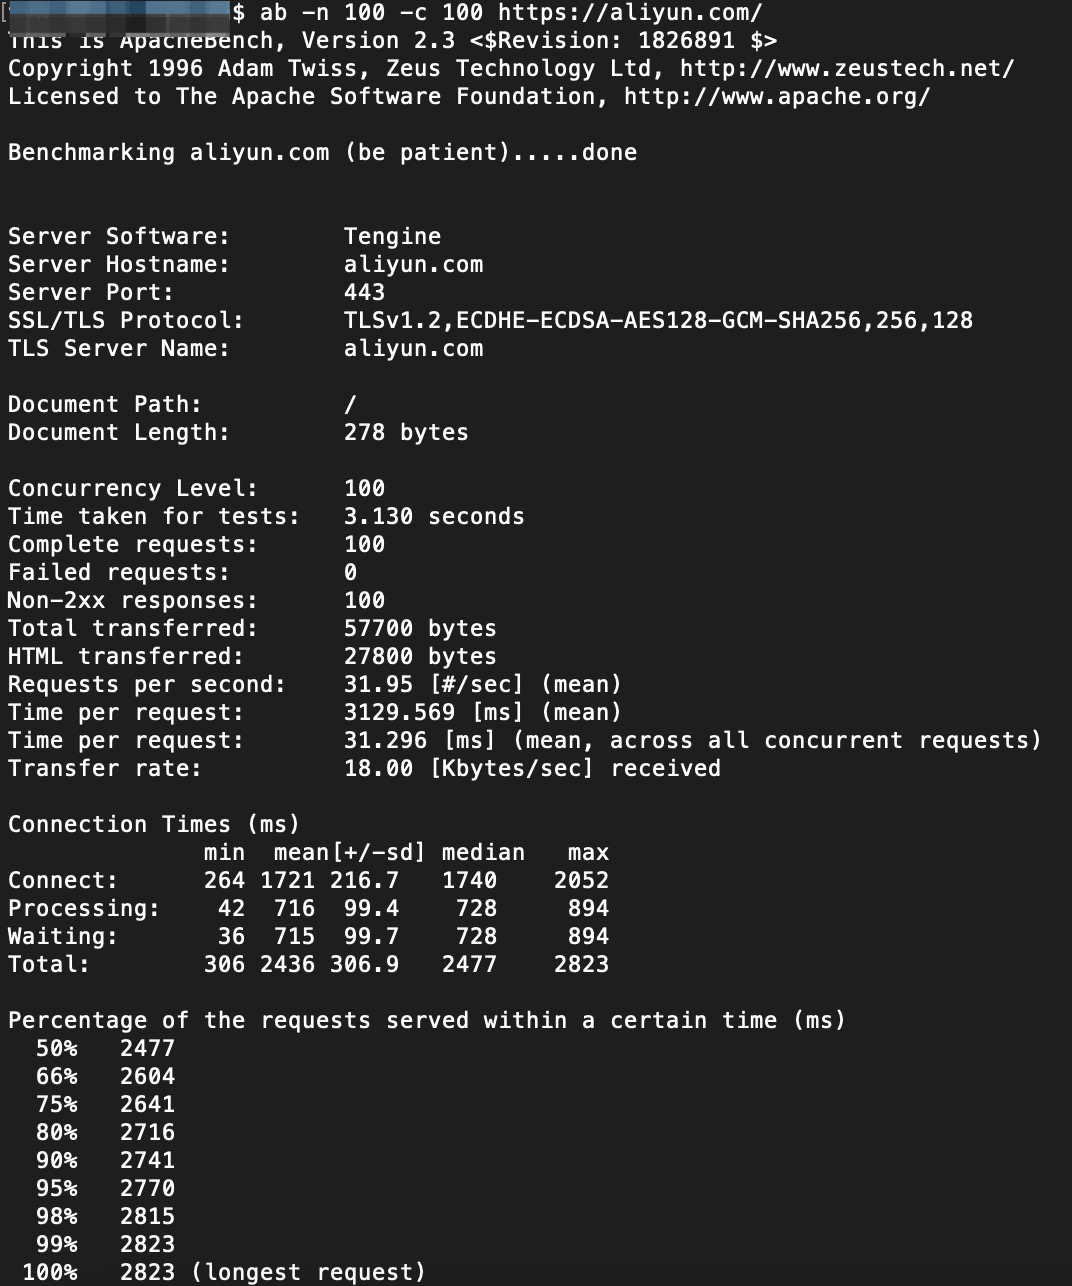 $ ab -n 100 -c 100 https://aliyun.com/
This is ApacheBench, Version 2.3 <$Revision: 1826891 $>
Copyright 1996 Adam Twiss, Zeus Technology Ltd, http://www.zeustech.net/
Licensed to The Apache Software Foundation, http://www.apache.org/
Benchmarking aliyun.com (be patient).....done
Server Software:        Tengine
Server Hostname:        aliyun.com
Server Port:            443
SSL/TLS Protocol:       TLSv1.2,ECDHE-ECDSA-AES128-GCM-SHA256,256,128
TLS Server Name:        aliyun.com
Document Path:          /
Document Length:        278 bytes
Concurrency Level:      100
Time taken for tests:   3.130 seconds
Complete requests:      100
Failed requests:        0
Non-2xx responses:      100
Total transferred:      57700 bytes
HTML transferred:       27800 bytes
Requests per second:    31.95 [#/sec] (mean)
Time per request:       3129.569 [ms] (mean)
Time per request:       31.296 [ms] (mean, across all concurrent requests)
Transfer rate:          18.00 [Kbytes/sec] received
Connection Times (ms)
              min  mean[+/-sd] median   max
Connect:      264 1721 216.7   1740    2052
Processing:    42  716  99.4    728     894
Waiting:       36  715  99.7    728     894
Total:        306 2436 306.9   2477    2823
Percentage of the requests served within a certain time (ms)
  50%   2477
  66%   2604
  75%   2641
  80%   2716
  90%   2741
  95%   2770
  98%   2815
  99%   2823
 100%   2823 (longest request)